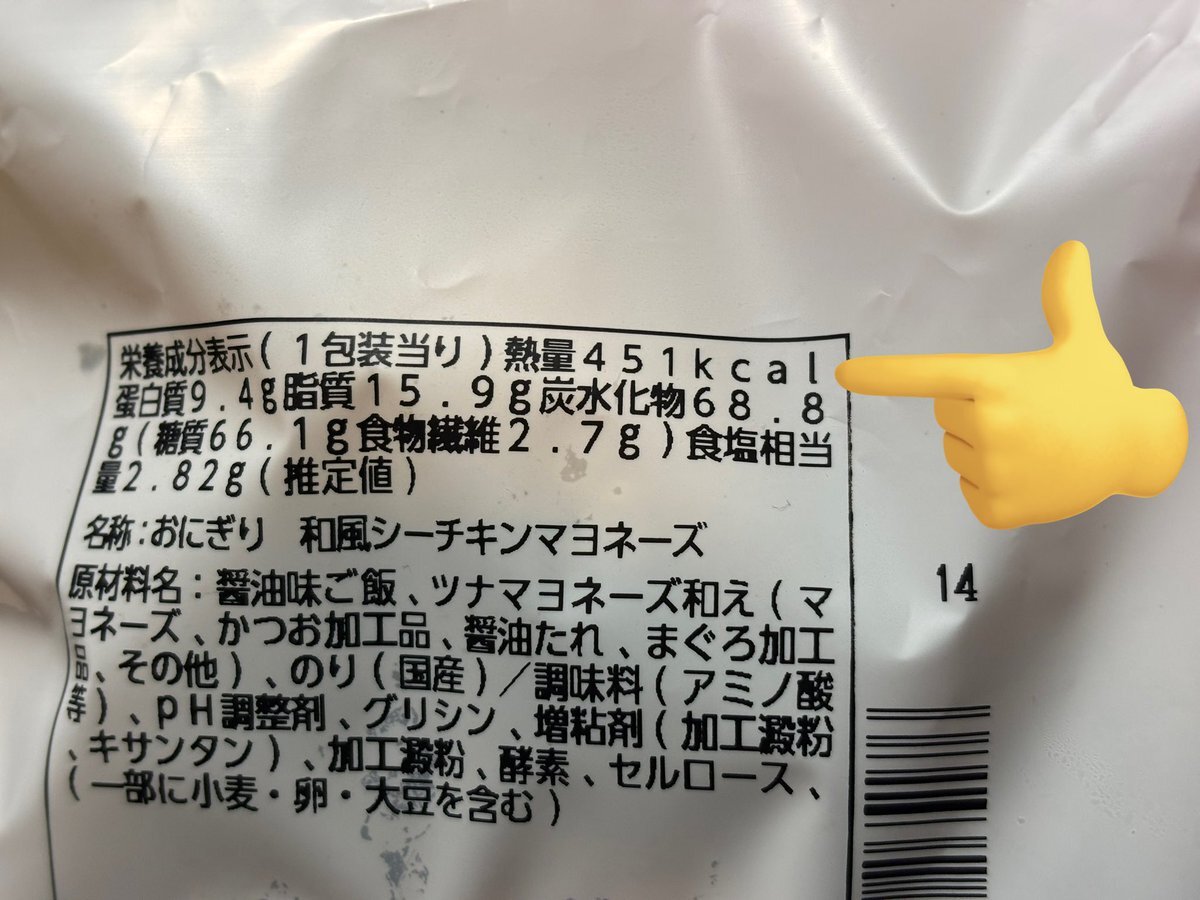 栄養成分表示(1包装当り)熱量451kcal
蛋白質9.4g脂質15.9g炭水化物68.8
g(糖質66.1g食物繊維2.7g)食塩相当
量2.82g(推定値)
名称:おにぎり 和風シーチキンマヨネーズ
原材料名:醤油味ご飯、ツナマヨネーズ和え(マ
ヨネーズ、かつお加工品、醤油たれ、まぐろ加工
品、その他)、のり(国産)/調味料(アミノ酸
等)、pH調整剤、グリシン、増粘剤(加工澱粉
、キサンタン)、加工澱粉、酵素、セルロース、
(一部に小麦・卵・大豆を含む)
14